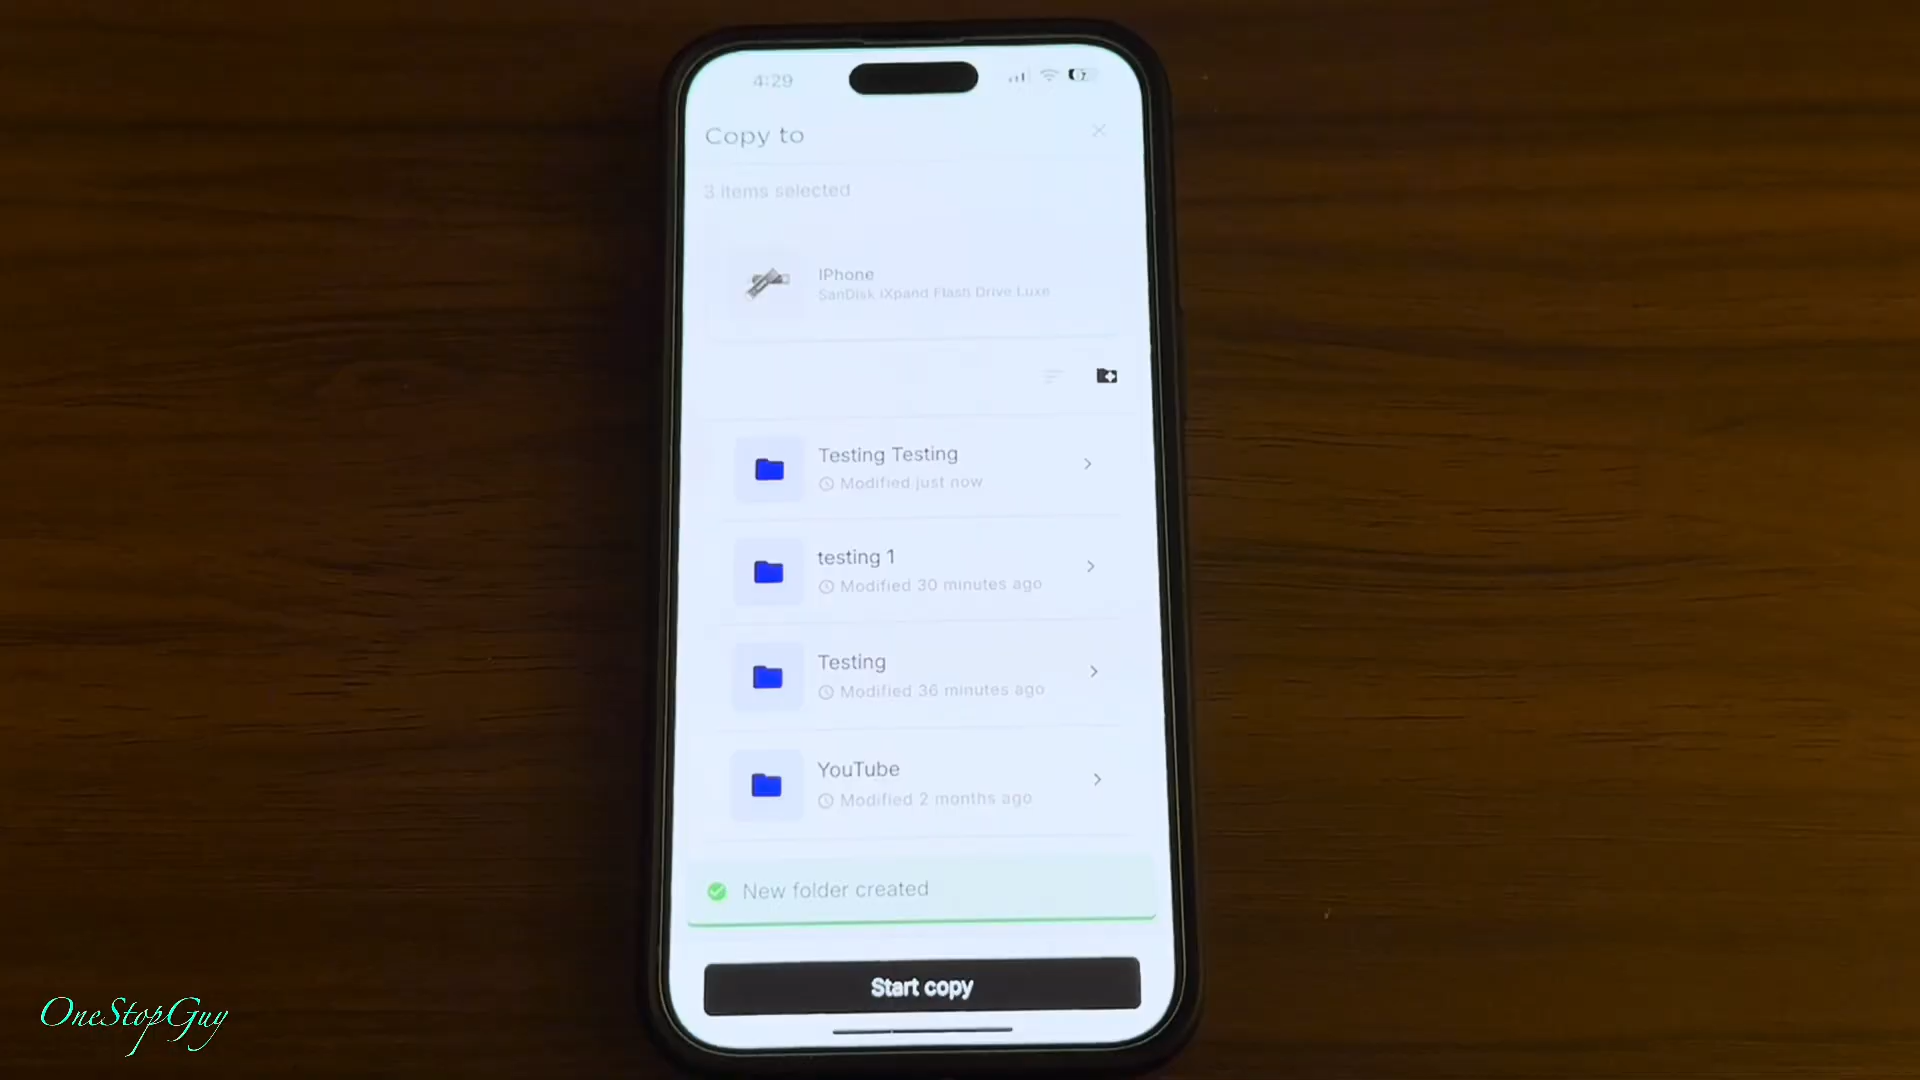 4:29
Copy to
3 items selected
IPhone
SanDisk iXpand Flash Drive Luxe
Testing Testing
Modified just now
testing 1
Modified 30 minutes ago
Testing
Modified 36 minutes ago
YouTube
Modified 2 months ago
New folder created
Start copy
OneStopGuy